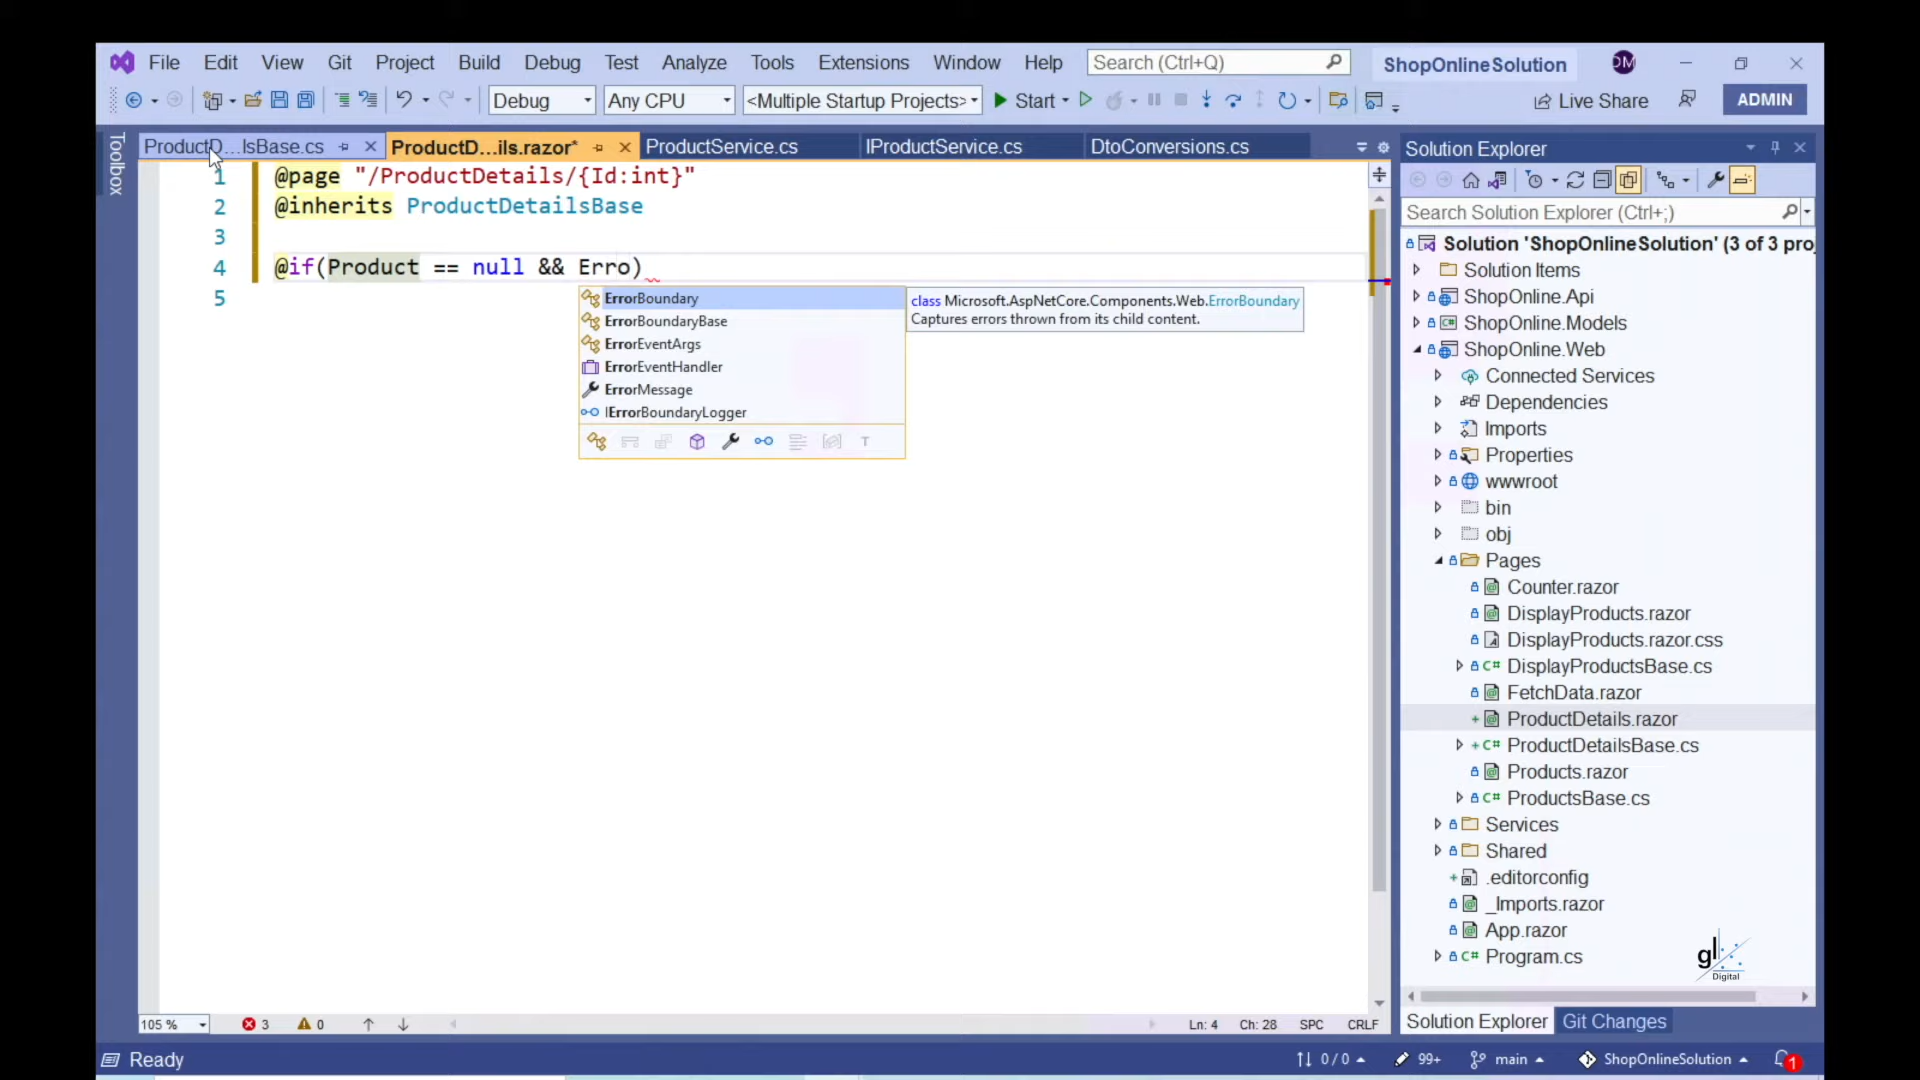 File Edit View Git Project Build Debug Test Analyze Tools Extensions Window Help Search (Ctrl+Q) ShopOnlineSolution DM
Debug Any CPU <Multiple Startup Projects> Start Live Share ADMIN
Toolbox
ProductD...lsBase.cs ProductD...ils.razor* ProductService.cs IProductService.cs DtoConversions.cs
1 @page "/ProductDetails/{Id:int}"
2 @inherits ProductDetailsBase
3
4 @if(Product == null && Erro)
5
ErrorBoundary
ErrorBoundaryBase
ErrorEventArgs
ErrorEventHandler
ErrorMessage
IErrorBoundaryLogger
class Microsoft.AspNetCore.Components.Web.ErrorBoundary
Captures errors thrown from its child content.
Solution Explorer
Search Solution Explorer (Ctrl+;)
Solution 'ShopOnlineSolution' (3 of 3 proj
Solution Items
ShopOnline.Api
ShopOnline.Models
ShopOnline.Web
Connected Services
Dependencies
Imports
Properties
wwwroot
bin
obj
Pages
Counter.razor
DisplayProducts.razor
DisplayProducts.razor.css
DisplayProductsBase.cs
FetchData.razor
ProductDetails.razor
ProductDetailsBase.cs
Products.razor
ProductsBase.cs
Services
Shared
.editorconfig
_Imports.razor
App.razor
Program.cs
gl
Digital
105 % 3 0 Ln: 4 Ch: 28 SPC CRLF
Solution Explorer Git Changes
Ready 0 / 0 99+ main ShopOnlineSolution 1